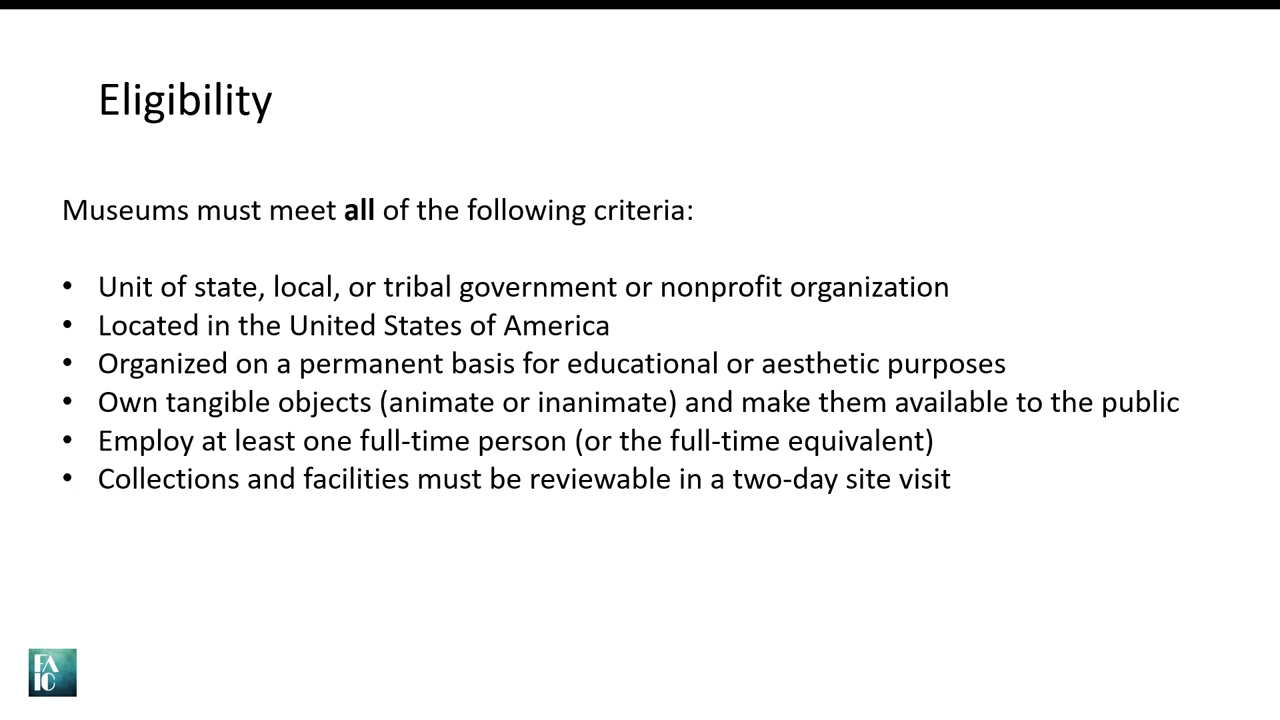 Eligibility
Museums must meet all of the following criteria:
• Unit of state, local, or tribal government or nonprofit organization
• Located in the United States of America
• Organized on a permanent basis for educational or aesthetic purposes
• Own tangible objects (animate or inanimate) and make them available to the public
• Employ at least one full-time person (or the full-time equivalent)
• Collections and facilities must be reviewable in a two-day site visit
FA
IC